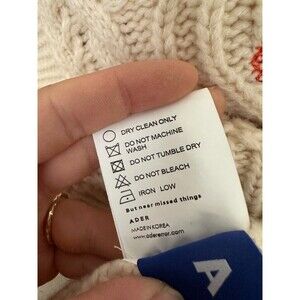 DRY CLEAN ONLY
DO NOT MACHINE
WASH
DO NOT TUMBLE DRY
DO NOT BLEACH
IRON LOW
But near missed things
ADER
MADE IN KOREA
www.adererror.com
A